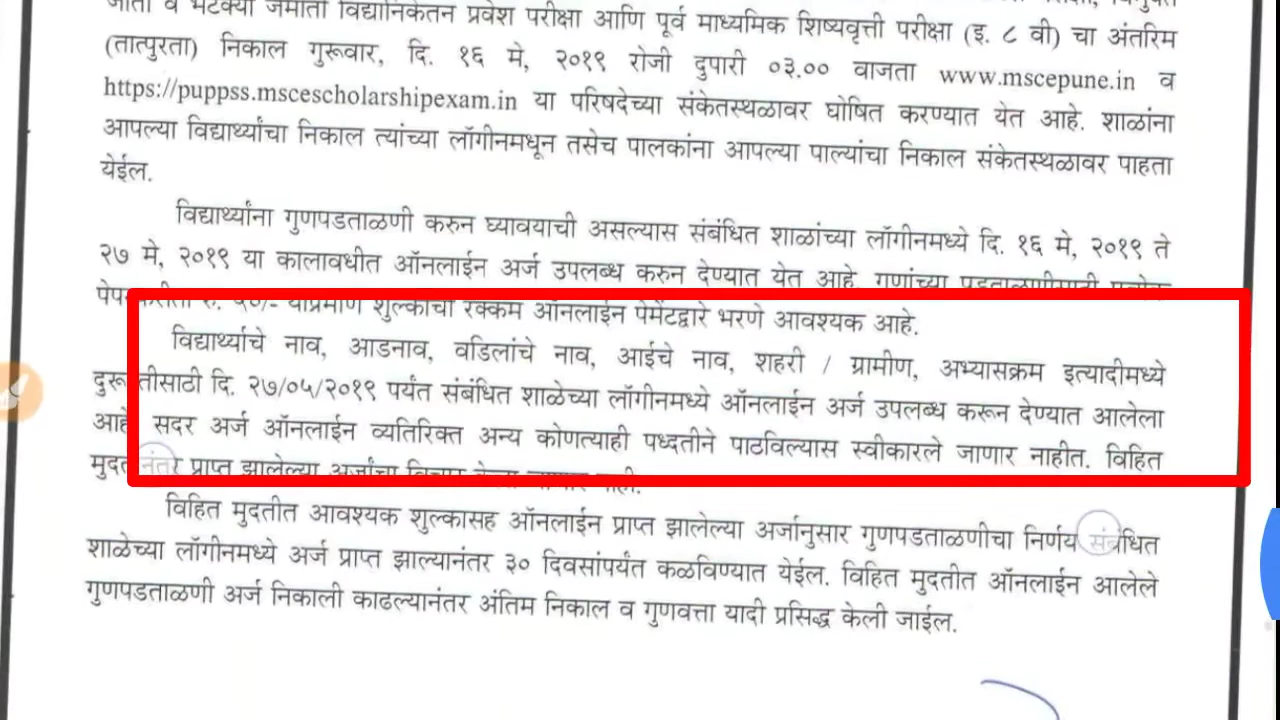 जाती व भटक्या जमाती विद्यानिकेतन प्रवेश परीक्षा आणि पूर्व माध्यमिक शिष्यवृत्ती परीक्षा (इ. ८ वी) चा अंतरिम
(तात्पुरता) निकाल गुरूवार, दि. १६ मे, २०१९ रोजी दुपारी ०३.०० वाजता www.mscepune.in व
https://puppss.mscescholarshipexam.in या परिषदेच्या संकेतस्थळावर घोषित करण्यात येत आहे. शाळांना
आपल्या विद्यार्थ्यांचा निकाल त्यांच्या लॉगीनमधून तसेच पालकांना आपल्या पाल्यांचा निकाल संकेतस्थळावर पाहता
येईल.
विद्यार्थ्यांना गुणपडताळणी करुन घ्यावयाची असल्यास संबंधित शाळांच्या लॉगीनमध्ये दि. १६ मे, २०१९ ते
२७ मे, २०१९ या कालावधीत ऑनलाईन अर्ज उपलब्ध करुन देण्यात येत आहे. गुणांच्या पडताळणीसाठी प्रत्येक
रु. ५०/- याप्रमाणे शुल्काची रक्कम ऑनलाईन पेमेंटद्वारे भरणे आवश्यक आहे.
विद्यार्थ्याचे नाव, आडनाव, वडिलांचे नाव, आईचे नाव, शहरी / ग्रामीण, अभ्यासक्रम इत्यादीमध्ये
दुरूस्तीसाठी दि. २७/०५/२०१९ पर्यंत संबंधित शाळेच्या लॉगीनमध्ये ऑनलाईन अर्ज उपलब्ध करून देण्यात आलेला
आहे. सदर अर्ज ऑनलाईन व्यतिरिक्त अन्य कोणत्याही पध्दतीने पाठविल्यास स्वीकारले जाणार नाहीत. विहित
मुदतीनंतर प्राप्त झालेल्या अर्जांचा विचार केला जाणार नाही.
विहित मुदतीत आवश्यक शुल्कासह ऑनलाईन प्राप्त झालेल्या अर्जानुसार गुणपडताळणीचा निर्णय संबंधित
शाळेच्या लॉगीनमध्ये अर्ज प्राप्त झाल्यानंतर ३० दिवसांपर्यंत कळविण्यात येईल. विहित मुदतीत ऑनलाईन आलेले
गुणपडताळणी अर्ज निकाली काढल्यानंतर अंतिम निकाल व गुणवत्ता यादी प्रसिद्ध केली जाईल.